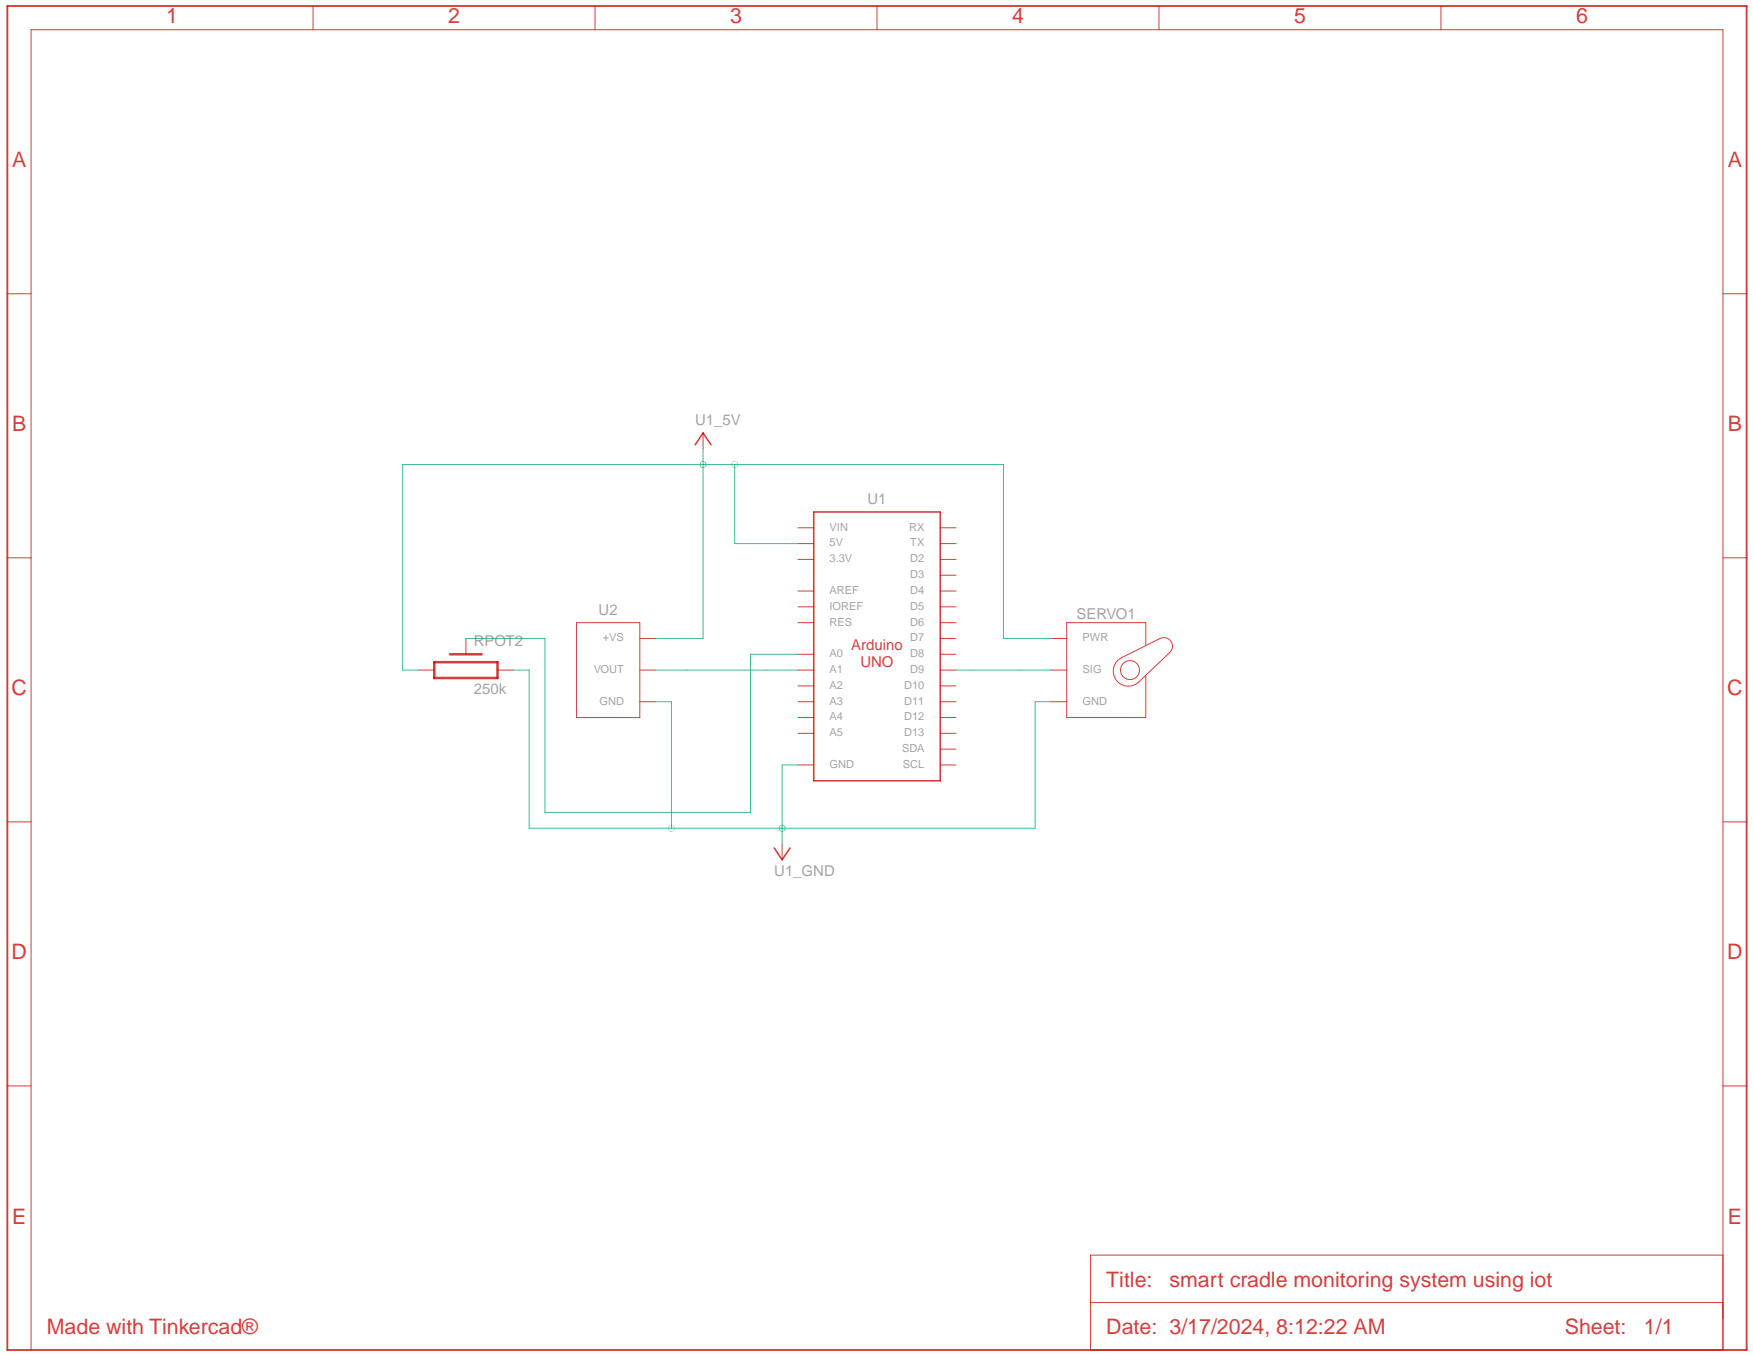 1 2 3 4 5 6
A A
B B
U1_5V
U1
VIN RX
5V TX
3.3V D2
D3
AREF D4
IOREF D5
RES D6
D7
A0 D8
A1 D9
A2 D10
A3 D11
A4 D12
A5 D13
SDA
GND SCL
Arduino
UNO
U2
+VS
VOUT
GND
RPOT2
250k
SERVO1
PWR
SIG
GND
C C
U1_GND
D D
E E
Title: smart cradle monitoring system using iot
Made with Tinkercad®
Date: 3/17/2024, 8:12:22 AM Sheet: 1/1